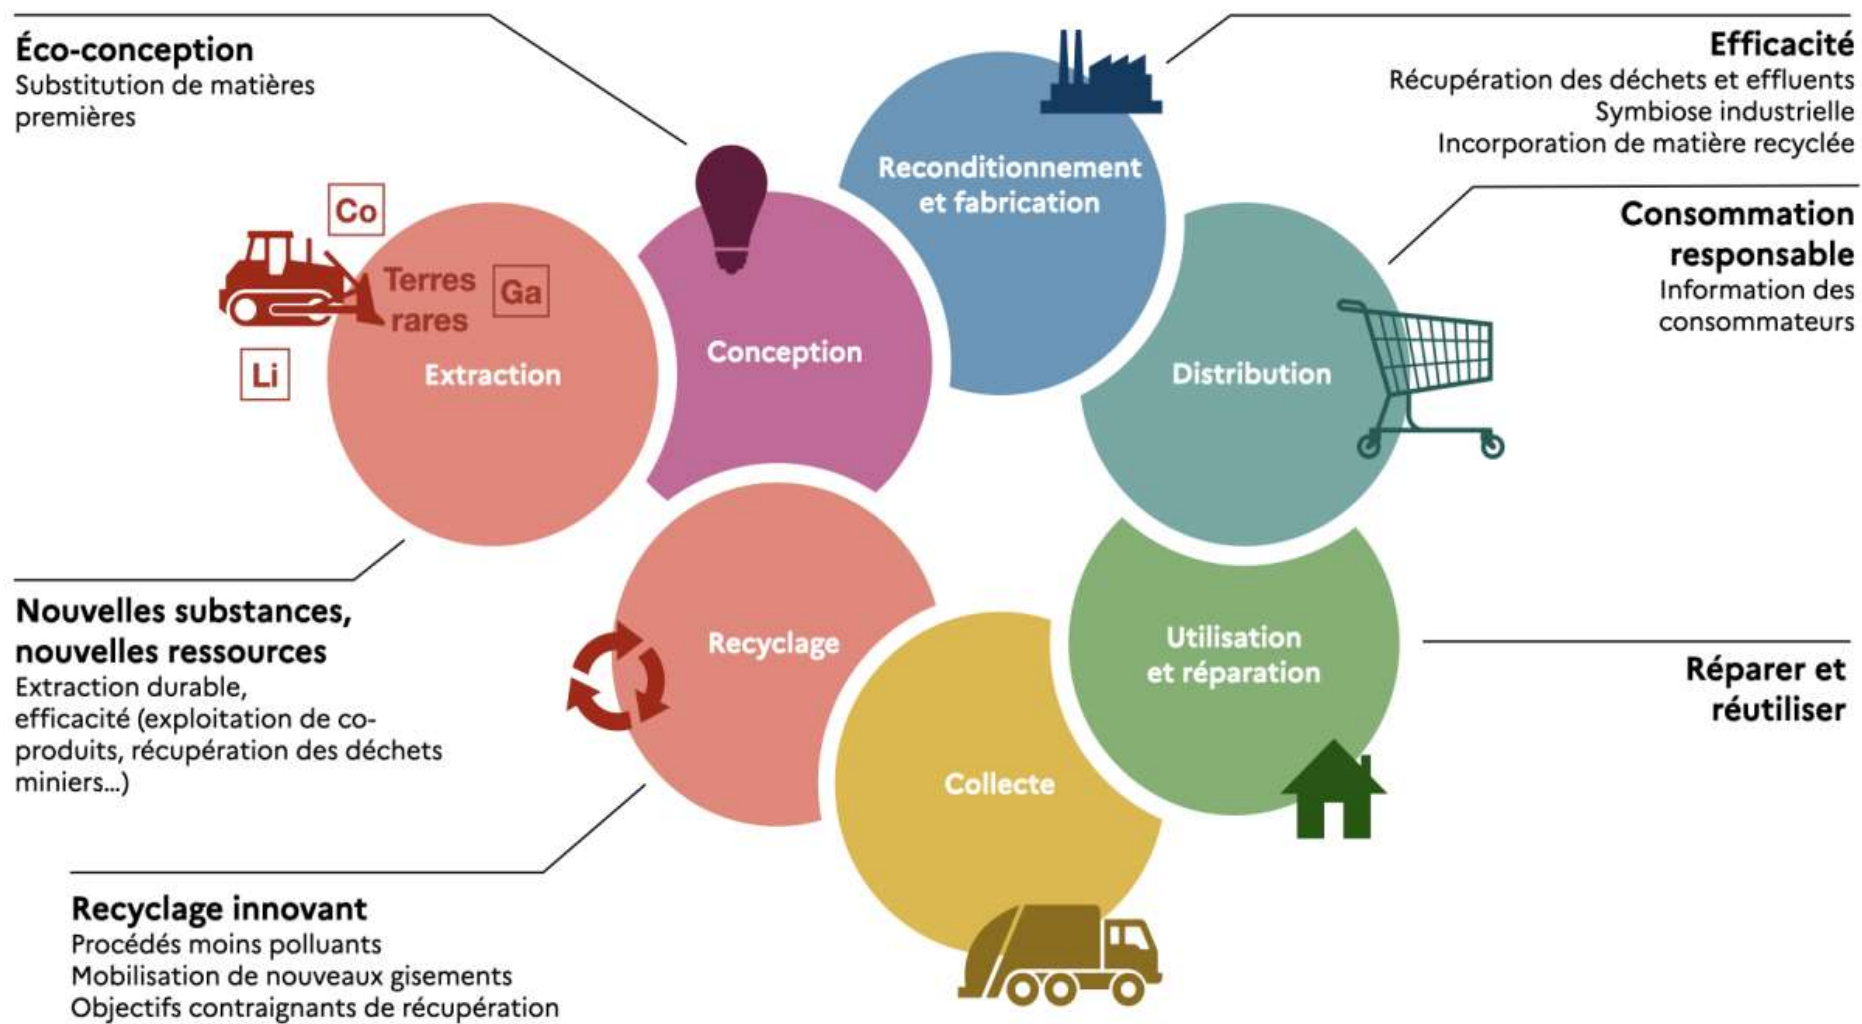 Éco-conception
Substitution de matières
premières
Efficacité
Récupération des déchets et effluents
Symbiose industrielle
Incorporation de matière recyclée
Consommation
responsable
Information des
consommateurs
Reconditionnement
et fabrication
Co
Terres
rares
Ga
Li
Extraction
Conception
Distribution
Nouvelles substances,
nouvelles ressources
Extraction durable,
efficacité (exploitation de co-
produits, récupération des déchets
miniers...)
Recyclage
Utilisation
et réparation
Réparer et
réutiliser
Collecte
Recyclage innovant
Procédés moins polluants
Mobilisation de nouveaux gisements
Objectifs contraignants de récupération